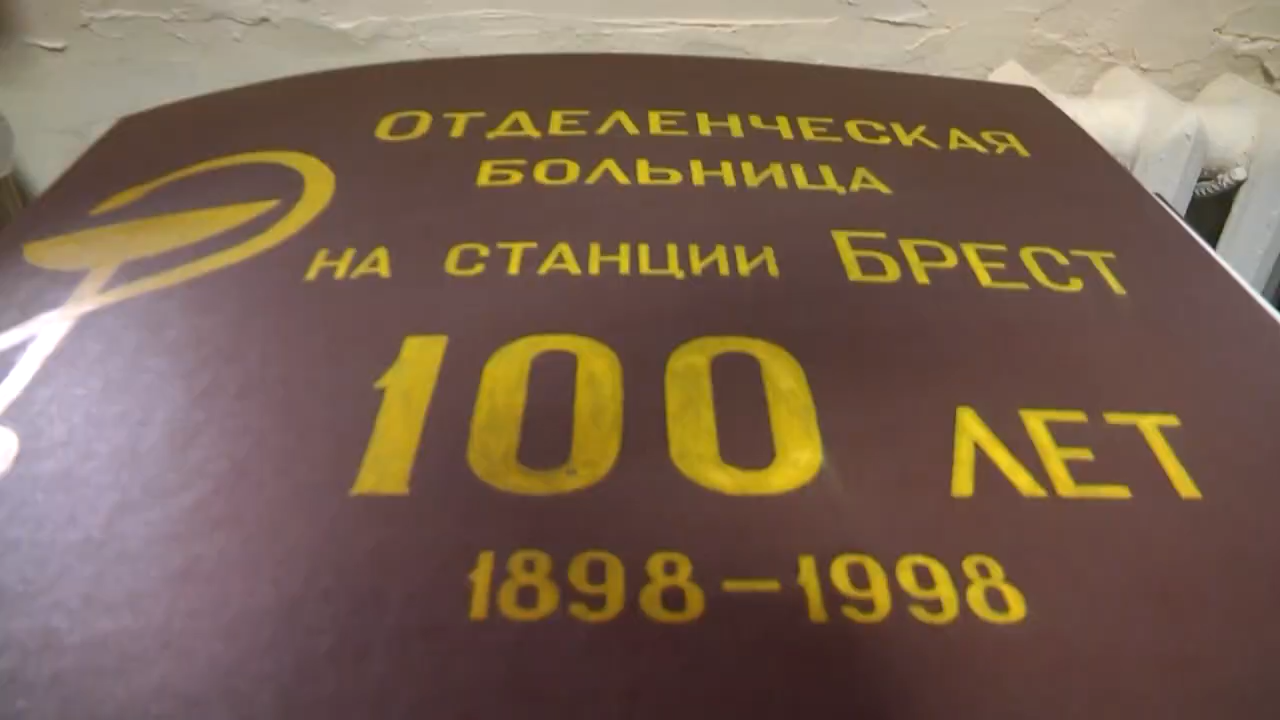 ОТДЕЛЕНЧЕСКАЯ
БОЛЬНИЦА
НА СТАНЦИИ БРЕСТ
100 ЛЕТ
1898-1998